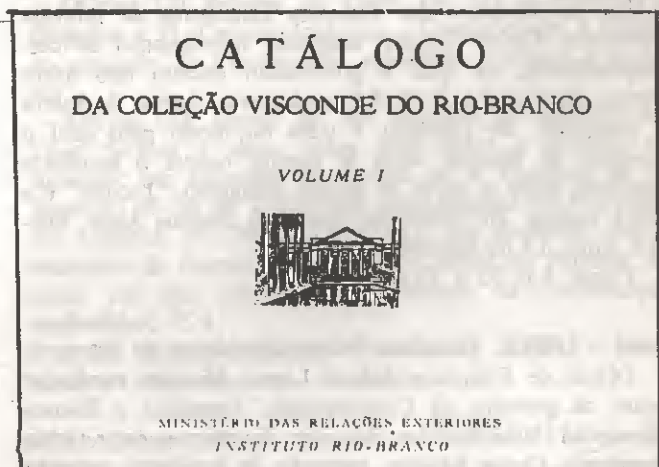 CATÁLOGO
DA COLEÇÃO VISCONDE DO RIO-BRANCO
VOLUME I
MINISTÉRIO DAS RELAÇÕES EXTERIORES
INSTITUTO RIO-BRANCO